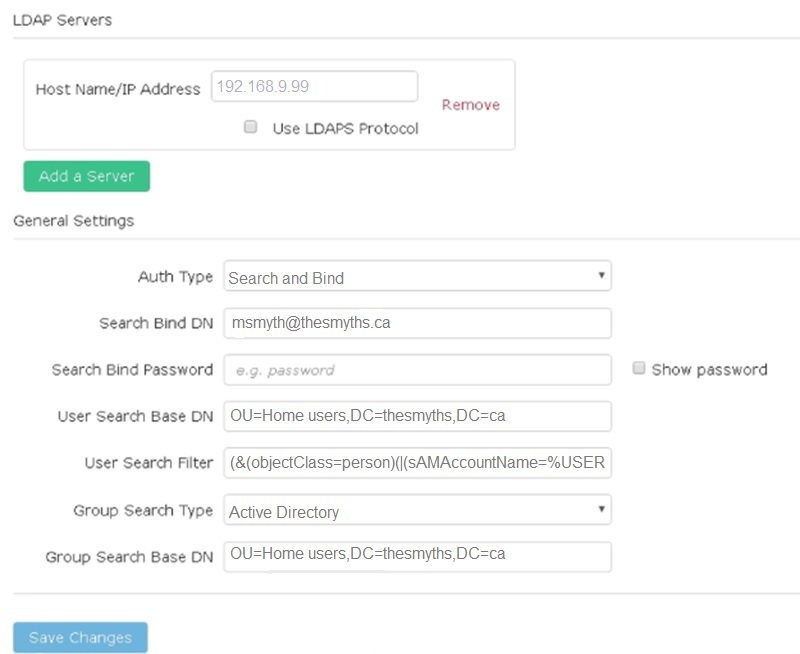 LDAP Servers
Host Name/IP Address 192.168.9.99
Remove
Use LDAPS Protocol
Add a Server
General Settings
Auth Type Search and Bind
Search Bind DN msmyth@thesmyths.ca
Search Bind Password e.g. password Show password
User Search Base DN OU=Home users,DC=thesmyths,DC=ca
User Search Filter (&(objectClass=person)(|(sAMAccountName=%USER
Group Search Type Active Directory
Group Search Base DN OU=Home users,DC=thesmyths,DC=ca
Save Changes